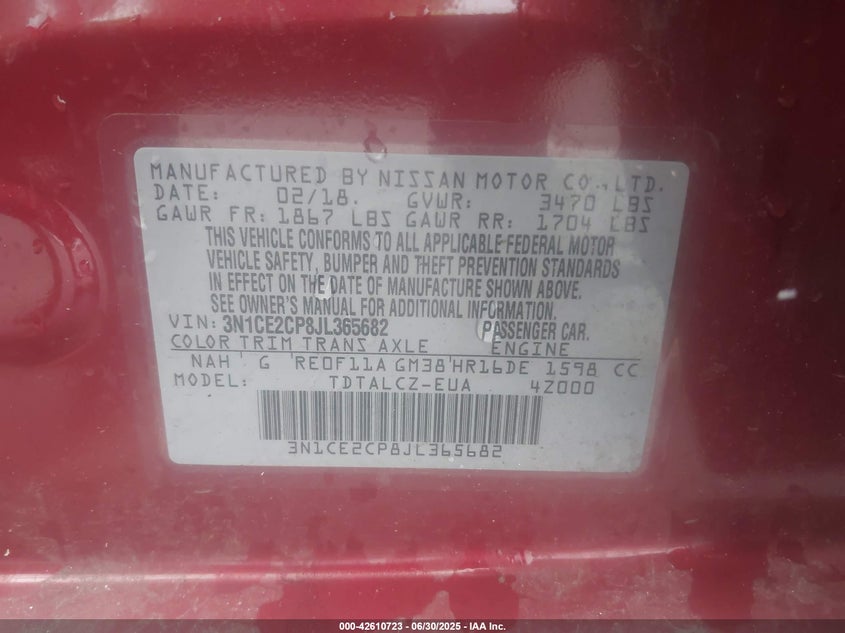 MANUFACTURED BY NISSAN MOTOR CO.,LTD.
DATE: 02/18. GVWR: 3470 LBS
GAWR FR: 1867 LBS GAWR RR: 1704 LBS
THIS VEHICLE CONFORMS TO ALL APPLICABLE FEDERAL MOTOR
VEHICLE SAFETY, BUMPER AND THEFT PREVENTION STANDARDS
IN EFFECT ON THE DATE OF MANUFACTURE SHOWN ABOVE.
SEE OWNER'S MANUAL FOR ADDITIONAL INFORMATION.
VIN: 3N1CE2CP8JL365682 PASSENGER CAR.
COLOR TRIM TRANS AXLE ENGINE
NAH' G 'RE0F11A GM38'HR16DE 1598 CC
MODEL: TDTALCZ-EUA 4Z000
3N1CE2CP8JL365682
000-42610723 — 06/30/2025 — IAA Inc.